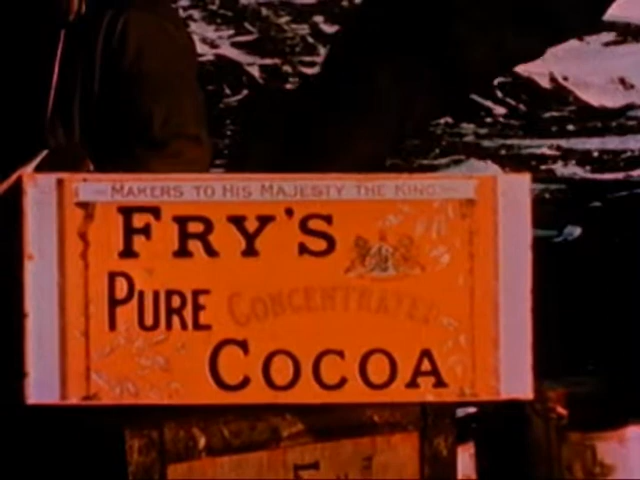 MAKERS TO HIS MAJESTY THE KING
FRY'S
PURE CONCENTRATED
COCOA